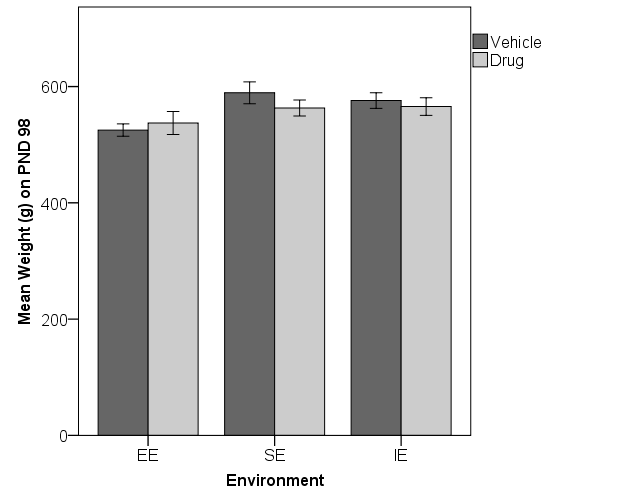 Vehicle
Drug
Mean Weight (g) on PND 98
600
400
200
0
EE SE IE
Environment